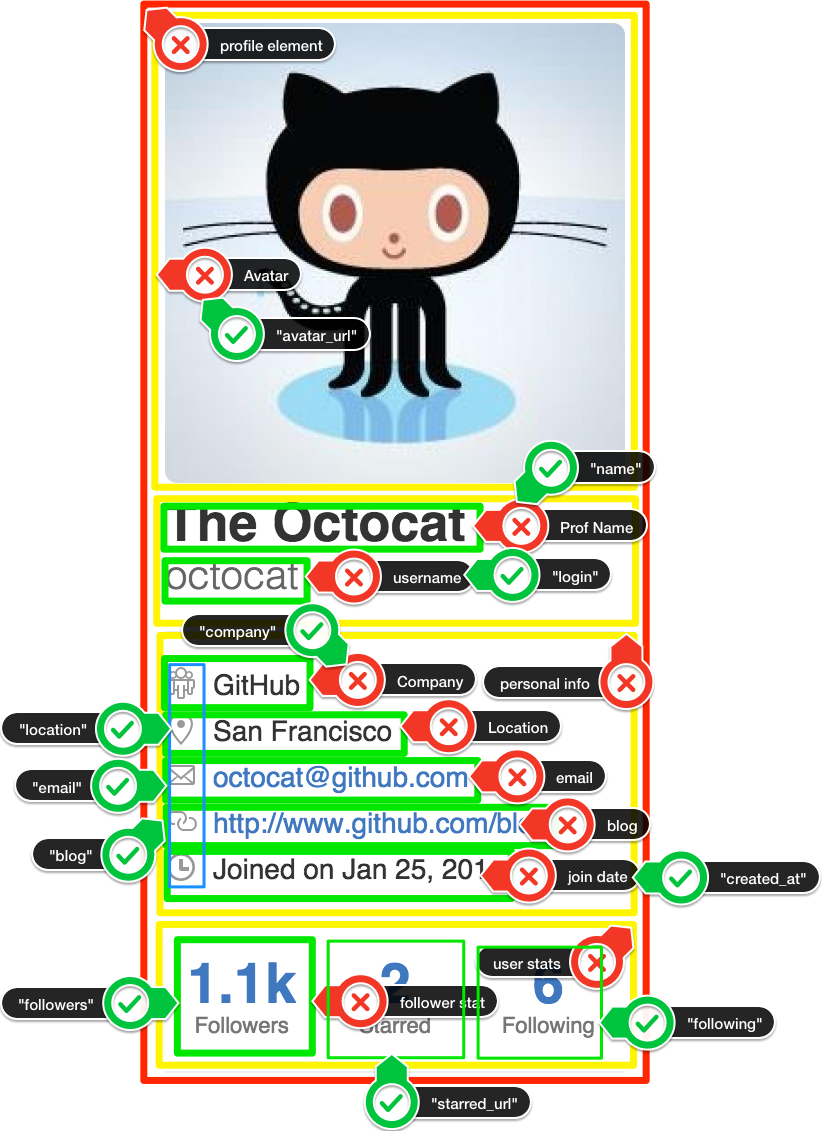 profile element
Avatar
"avatar_url"
"name"
The Octocat
Prof Name
octocat
username
"login"
"company"
GitHub
Company
personal info
"location"
San Francisco
Location
"email"
octocat@github.com
email
http://www.github.com/bl
blog
"blog"
Joined on Jan 25, 201
join date
"created_at"
user stats
1.1k
2
6
"followers"
Followers
follower stat
Starred
Following
"following"
"starred_url"